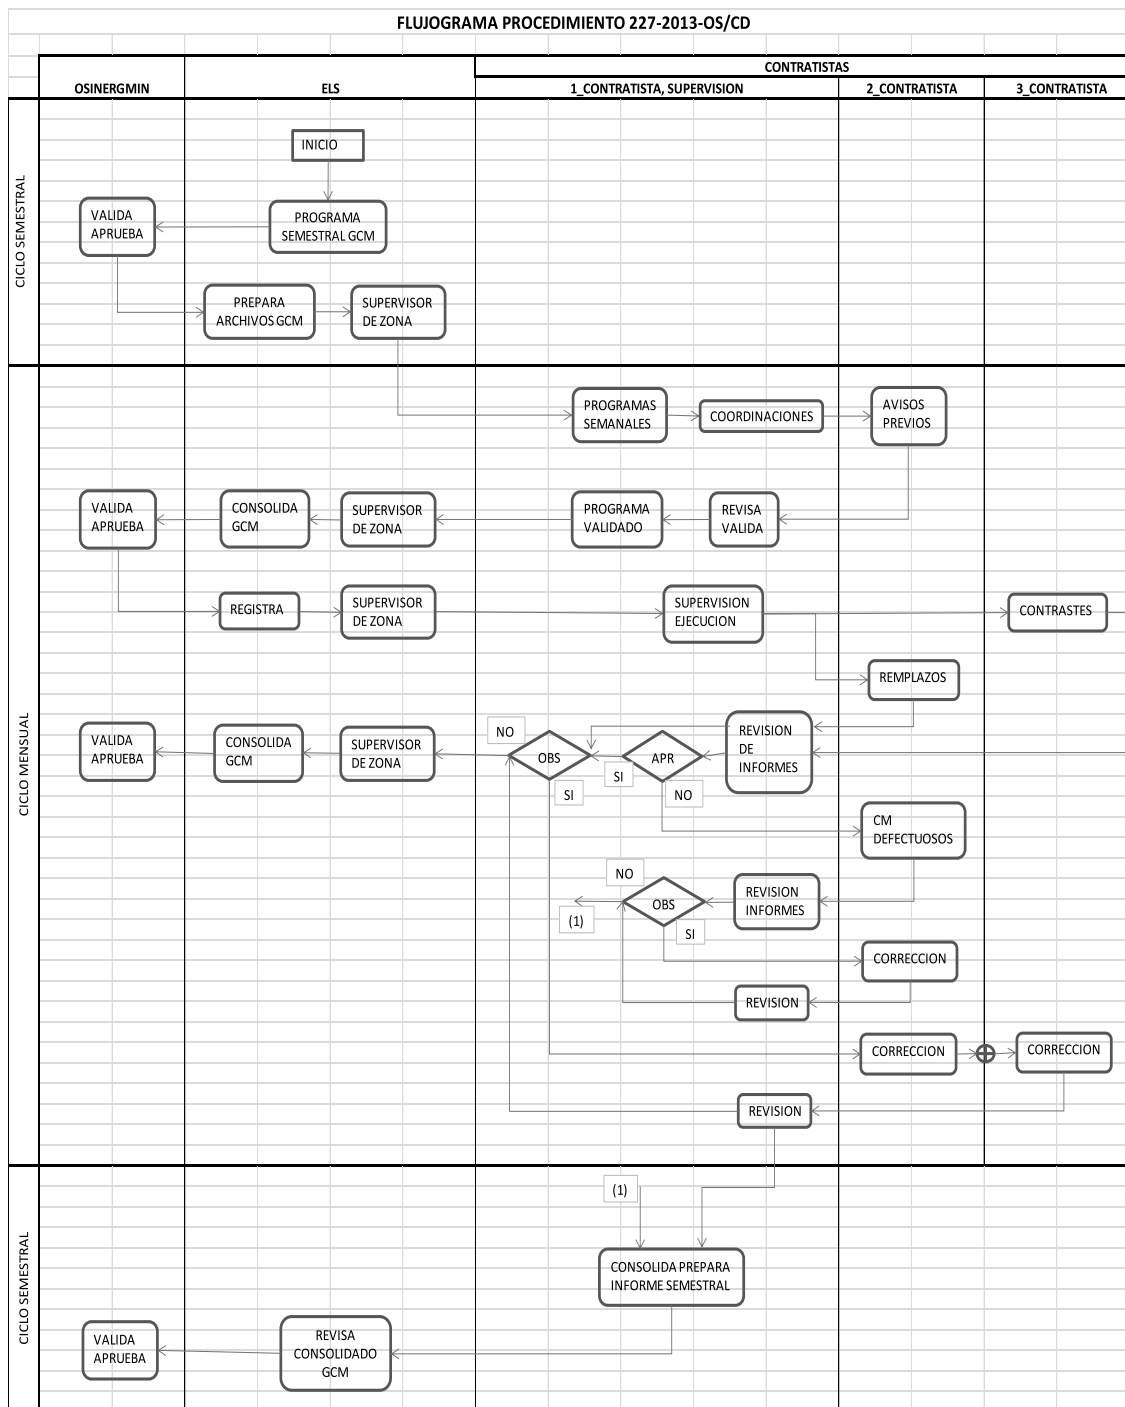 FLUJOGRAMA PROCEDIMIENTO 227-2013-OS/CD
CONTRATISTAS
OSINERGMIN
ELS
1_CONTRATISTA, SUPERVISION
2_CONTRATISTA
3_CONTRATISTA
CICLO SEMESTRAL
INICIO
VALIDA
APRUEBA
PROGRAMA
SEMESTRAL GCM
PREPARA
ARCHIVOS GCM
SUPERVISOR
DE ZONA
CICLO MENSUAL
PROGRAMAS
SEMANALES
COORDINACIONES
AVISOS
PREVIOS
VALIDA
APRUEBA
CONSOLIDA
GCM
SUPERVISOR
DE ZONA
PROGRAMA
VALIDADO
REVISA
VALIDA
REGISTRA
SUPERVISOR
DE ZONA
SUPERVISION
EJECUCION
CONTRASTES
REMPLAZOS
VALIDA
APRUEBA
CONSOLIDA
GCM
SUPERVISOR
DE ZONA
NO
OBS
SI
SI
APR
NO
REVISION
DE
INFORMES
CM
DEFECTUOSOS
NO
(1)
OBS
SI
REVISION
INFORMES
CORRECCION
REVISION
CORRECCION
CORRECCION
REVISION
CICLO SEMESTRAL
(1)
CONSOLIDA PREPARA
INFORME SEMESTRAL
VALIDA
APRUEBA
REVISA
CONSOLIDADO
GCM